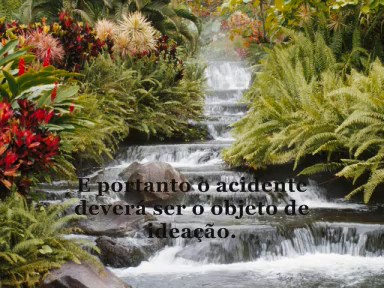 E portanto o acidente
deverá ser o objeto de
ideação.